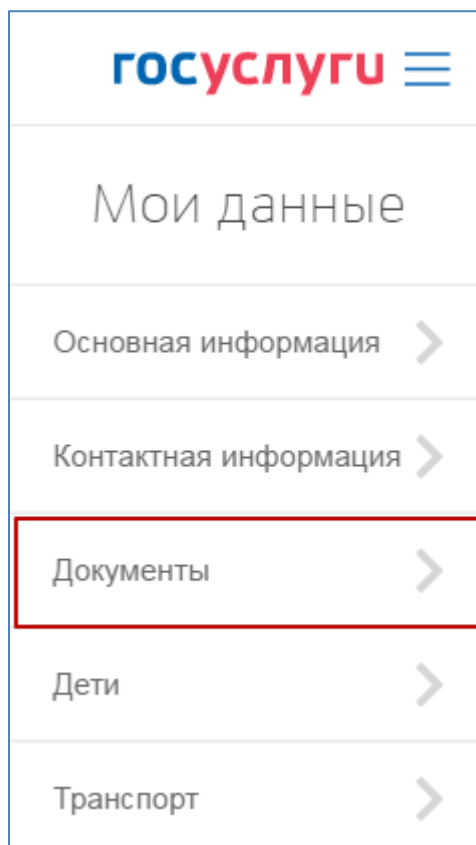 госуслуги
Мои данные
Основная информация
Контактная информация
Документы
Дети
Транспорт